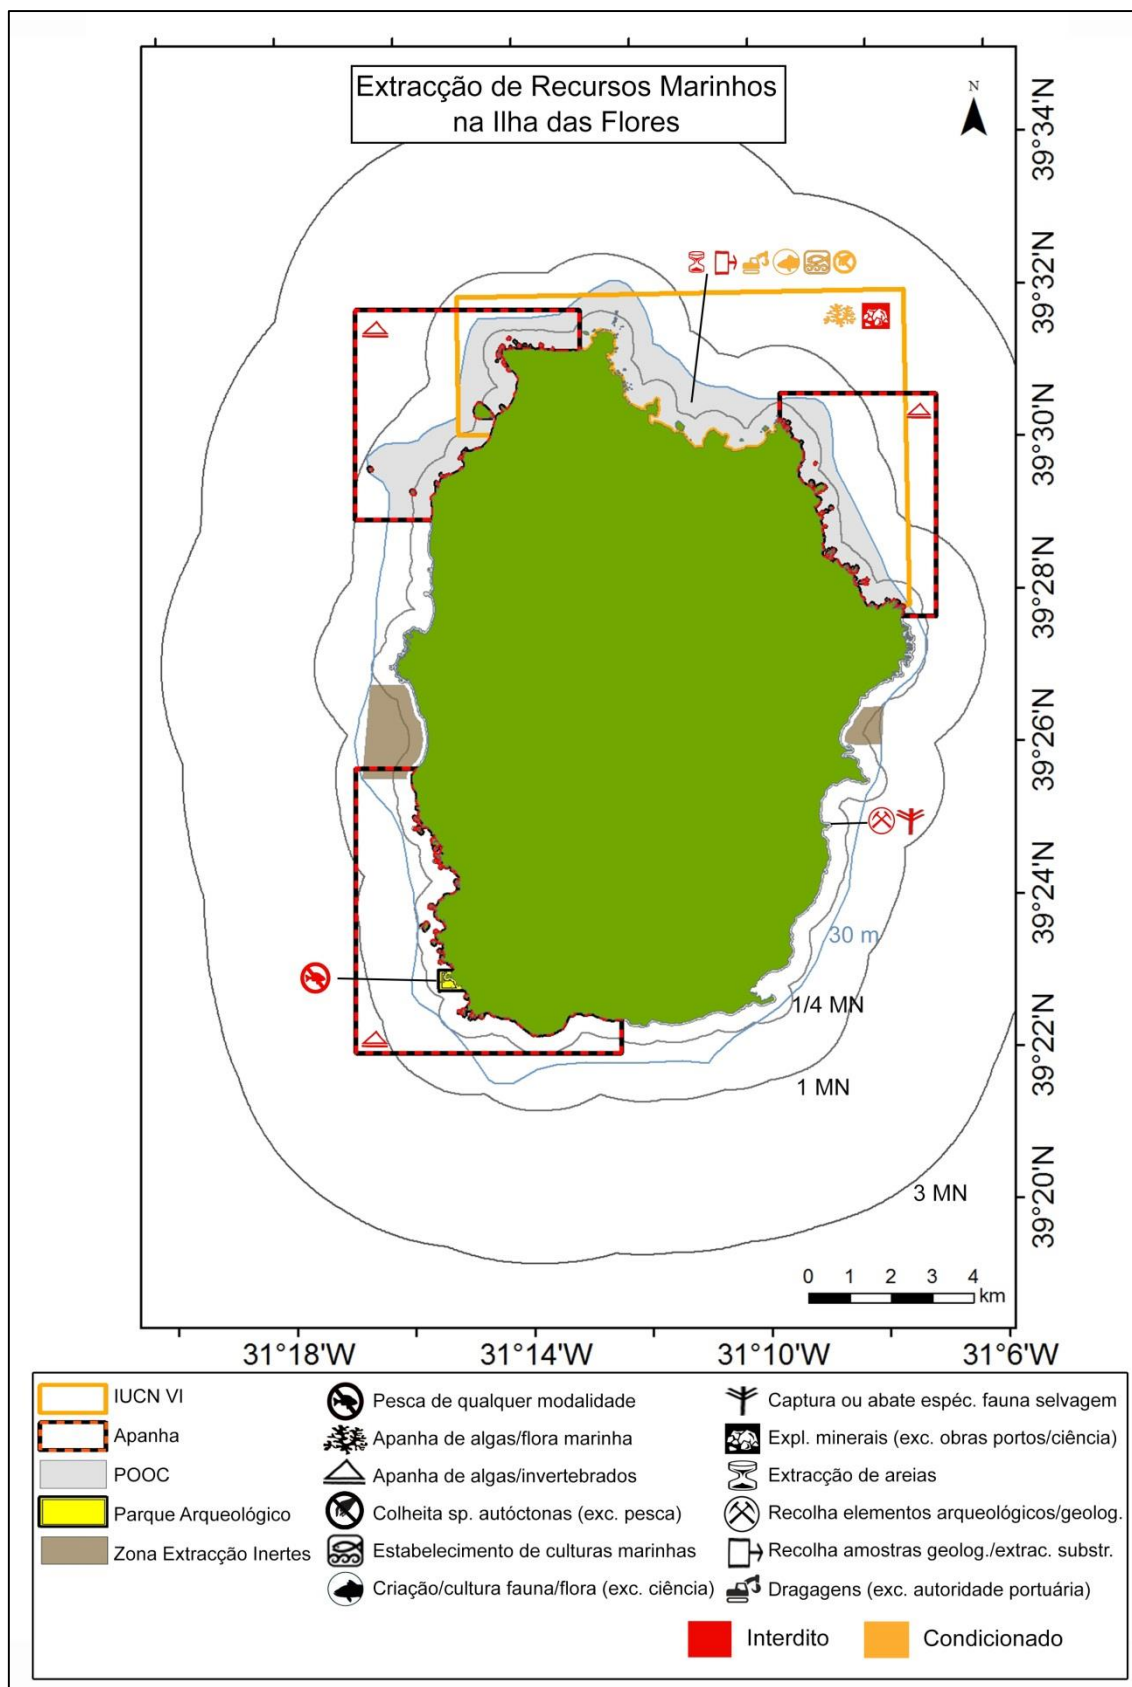 Extracção de Recursos Marinhos
na Ilha das Flores
N
39°34'N
39°32'N
39°30'N
39°28'N
39°26'N
39°24'N
39°22'N
39°20'N
30 m
1/4 MN
1 MN
3 MN
0 1 2 3 4
km
31°18'W 31°14'W 31°10'W 31°6'W
IUCN VI
Apanha
POOC
Parque Arqueológico
Zona Extracção Inertes
Pesca de qualquer modalidade
Apanha de algas/flora marinha
Apanha de algas/invertebrados
Colheita sp. autóctonas (exc. pesca)
Estabelecimento de culturas marinhas
Criação/cultura fauna/flora (exc. ciência)
Captura ou abate espéc. fauna selvagem
Expl. minerais (exc. obras portos/ciência)
Extracção de areias
Recolha elementos arqueológicos/geolog.
Recolha amostras geolog./extrac. substr.
Dragagens (exc. autoridade portuária)
Interdito
Condicionado